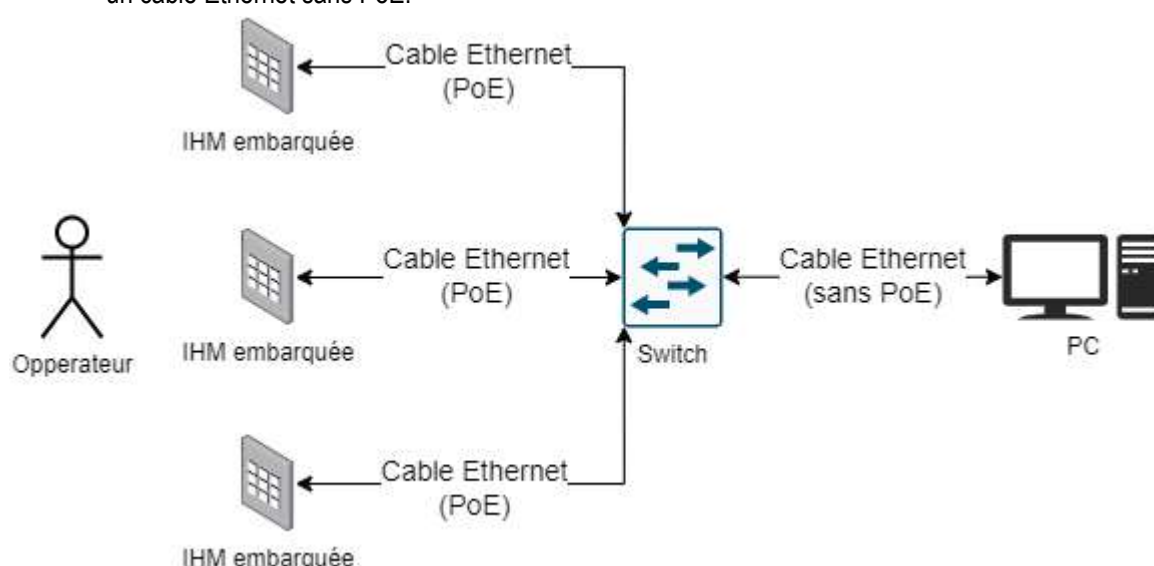 un câble Ethernet sans PoE.
Cable Ethernet
(PoE)
IHM embarquée
Cable Ethernet
(PoE)
Cable Ethernet
(sans PoE)
Opperateur
IHM embarquée
Switch
PC
Cable Ethernet
(PoE)
IHM embarquée